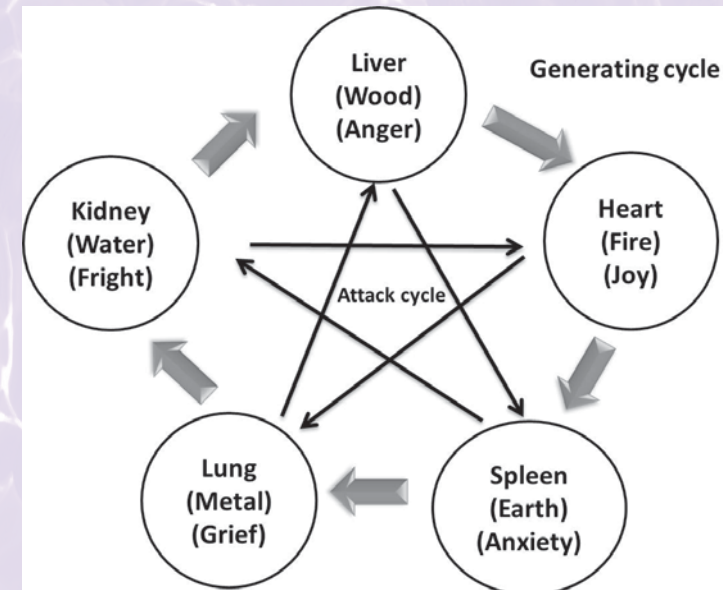 Liver
(Wood)
(Anger)
Generating cycle
Kidney
(Water)
(Fright)
Heart
(Fire)
(Joy)
Attack cycle
Lung
(Metal)
(Grief)
Spleen
(Earth)
(Anxiety)